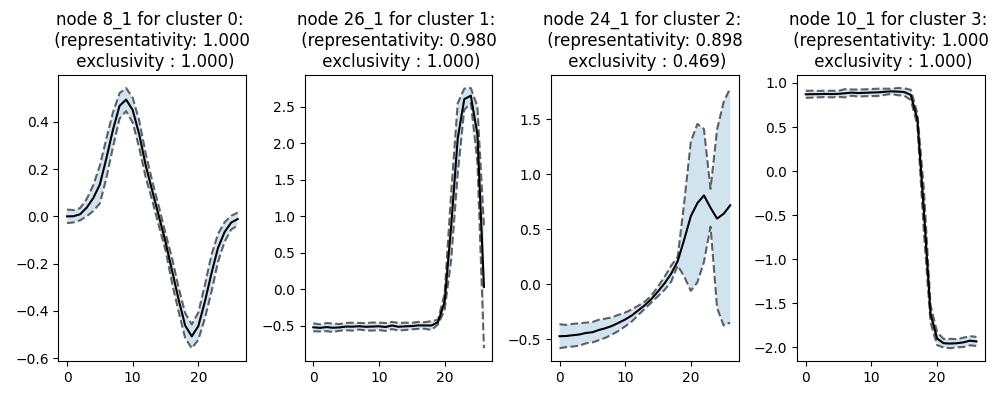 node 8_1 for cluster 0:
(representativity: 1.000
exclusivity : 1.000)
0.4
0.2
0.0
−0.2
−0.4
−0.6
0
20
node 26_1 for cluster 1:
(representativity: 0.980
exclusivity : 1.000)
2.5
2.0
1.5
1.0
0.5
0.0
−0.5
0
20
node 24_1 for cluster 2:
(representativity: 0.898
exclusivity : 0.469)
1.5
1.0
0.5
0.0
−0.5
0
20
node 10_1 for cluster 3:
(representativity: 1.000
exclusivity : 1.000)
1.0
0.5
0.0
−0.5
−1.0
−1.5
−2.0
0
20